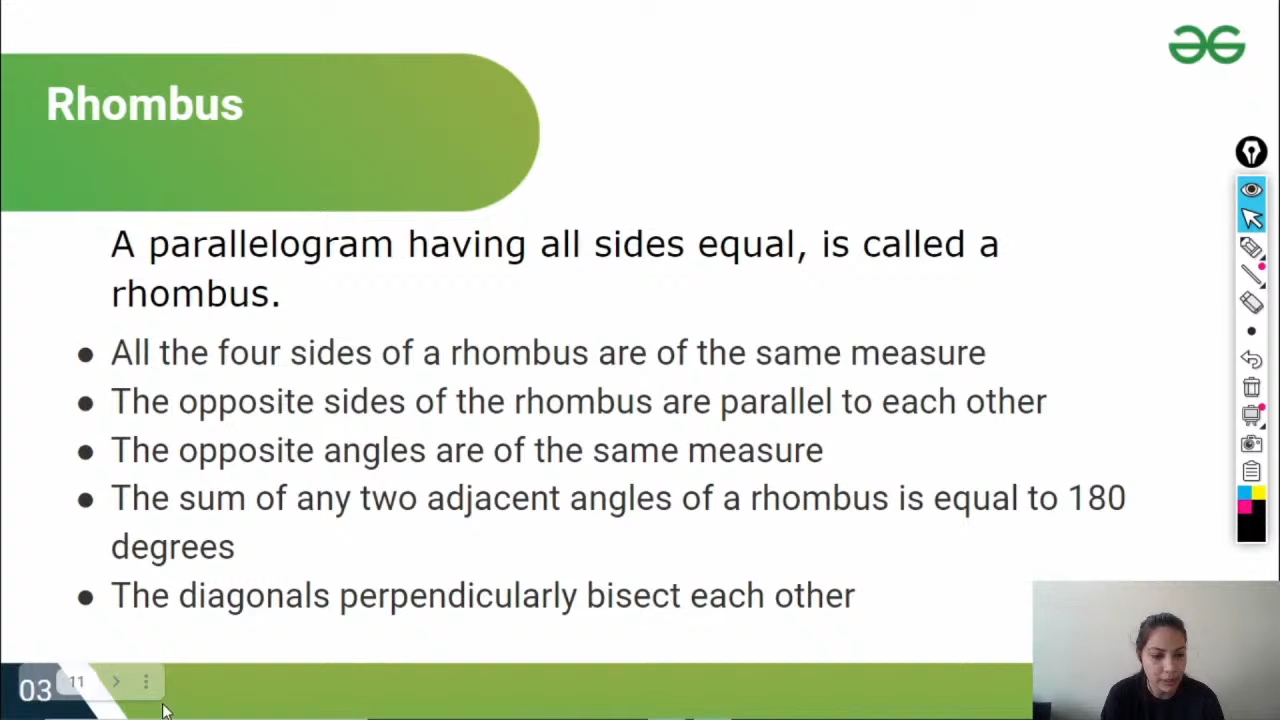 Rhombus
A parallelogram having all sides equal, is called a
rhombus.
● All the four sides of a rhombus are of the same measure
● The opposite sides of the rhombus are parallel to each other
● The opposite angles are of the same measure
● The sum of any two adjacent angles of a rhombus is equal to 180
degrees
● The diagonals perpendicularly bisect each other
03
11